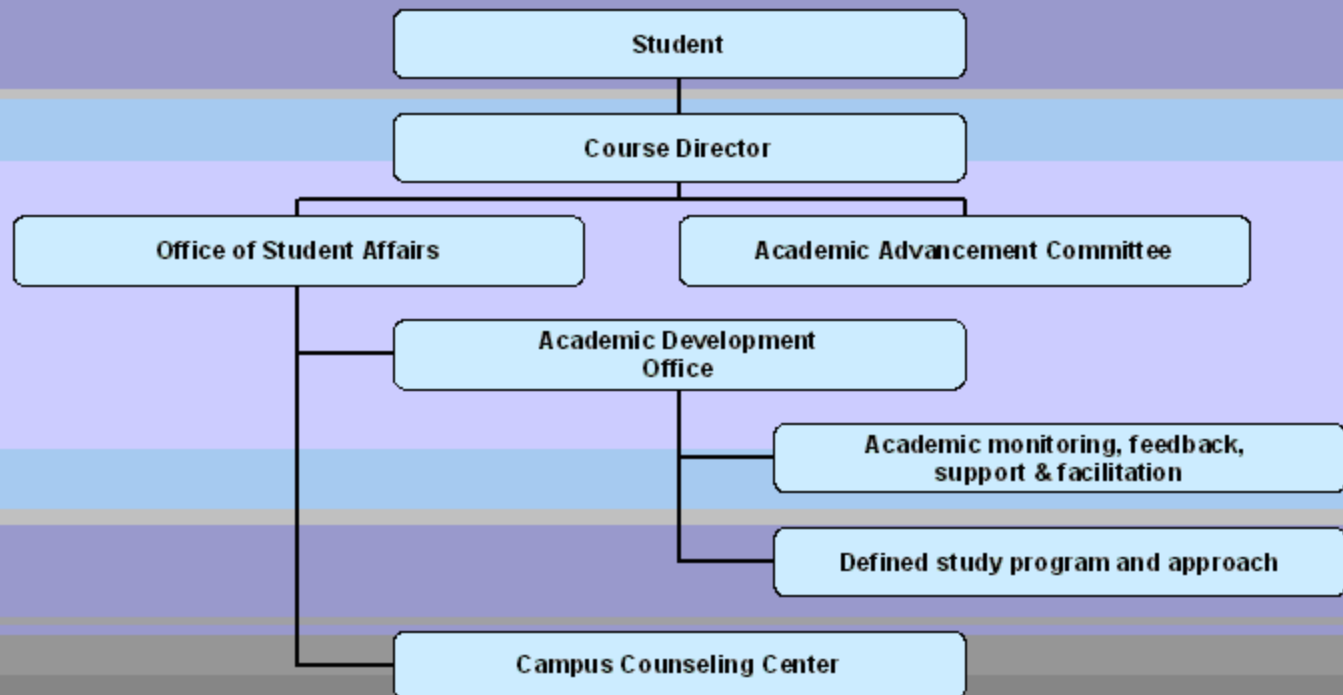 Student
Course Director
Office of Student Affairs
Academic Advancement Committee
Academic Development
Office
Academic monitoring, feedback,
support & facilitation
Defined study program and approach
Campus Counseling Center